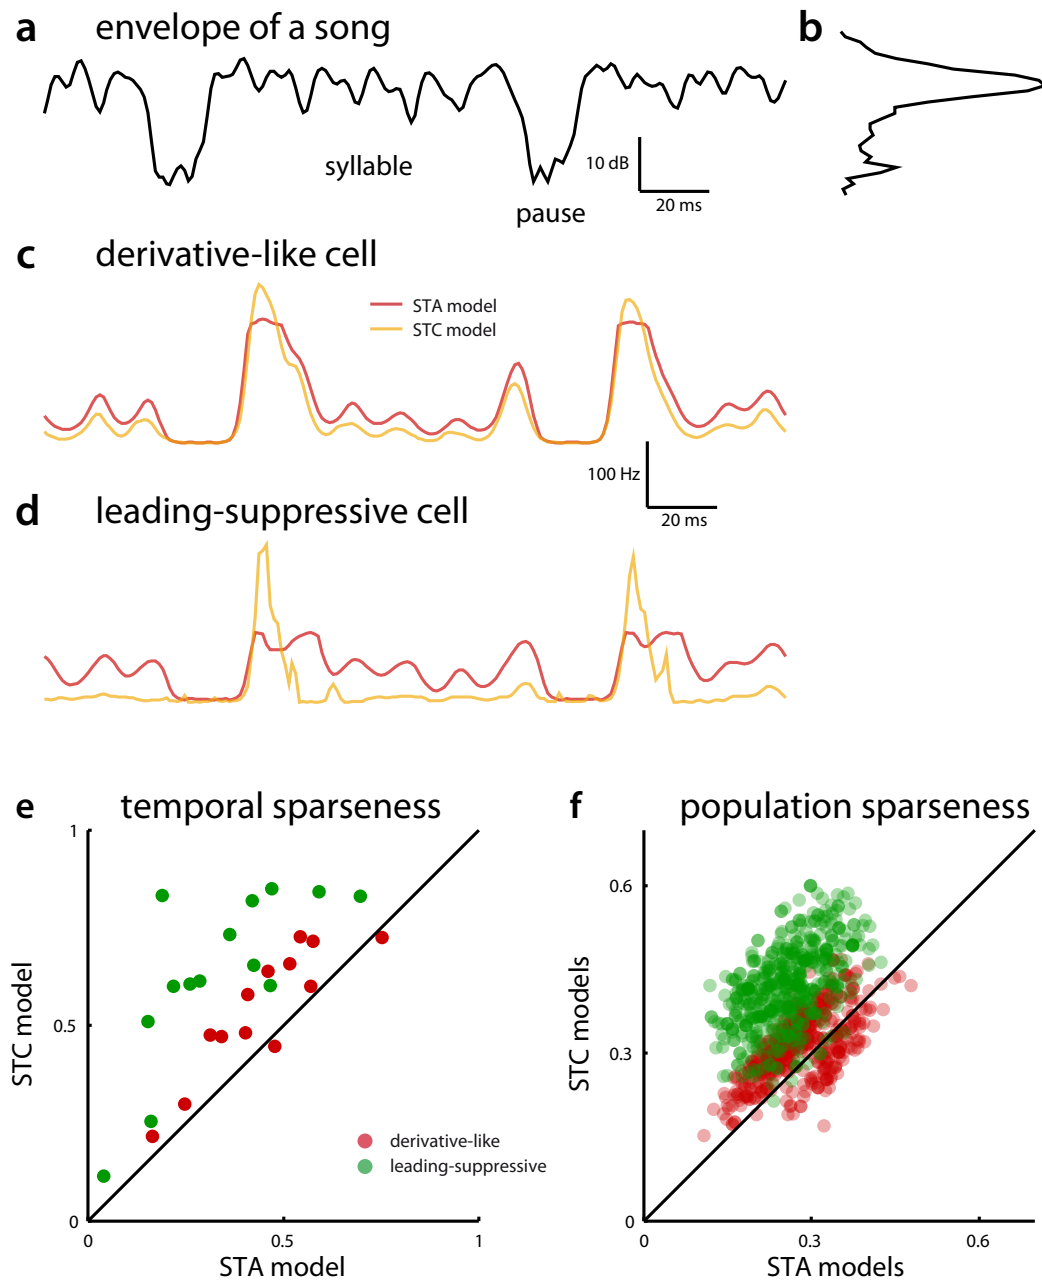 a envelope of a song
b
syllable
pause
10 dB
20 ms
c derivative-like cell
STA model
STC model
100 Hz
20 ms
d leading-suppressive cell
e temporal sparseness
1
0.5
0
STC model
derivative-like
leading-suppressive
0 0.5 1
STA model
f population sparseness
0.6
0.3
0
STC models
0 0.3 0.6
STA models